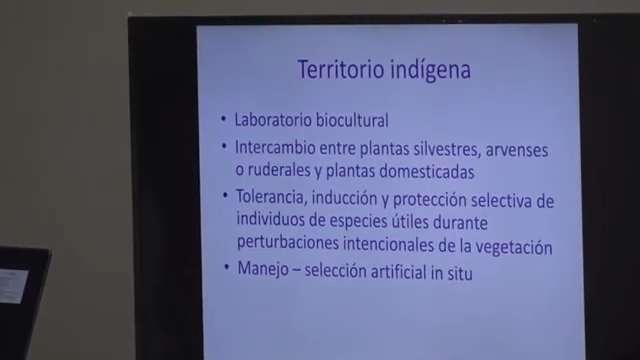 Territorio indígena
• Laboratorio biocultural
• Intercambio entre plantas silvestres, arvenses
o ruderales y plantas domesticadas
• Tolerancia, inducción y protección selectiva de
individuos de especies útiles durante
perturbaciones intencionales de la vegetación
• Manejo – selección artificial in situ